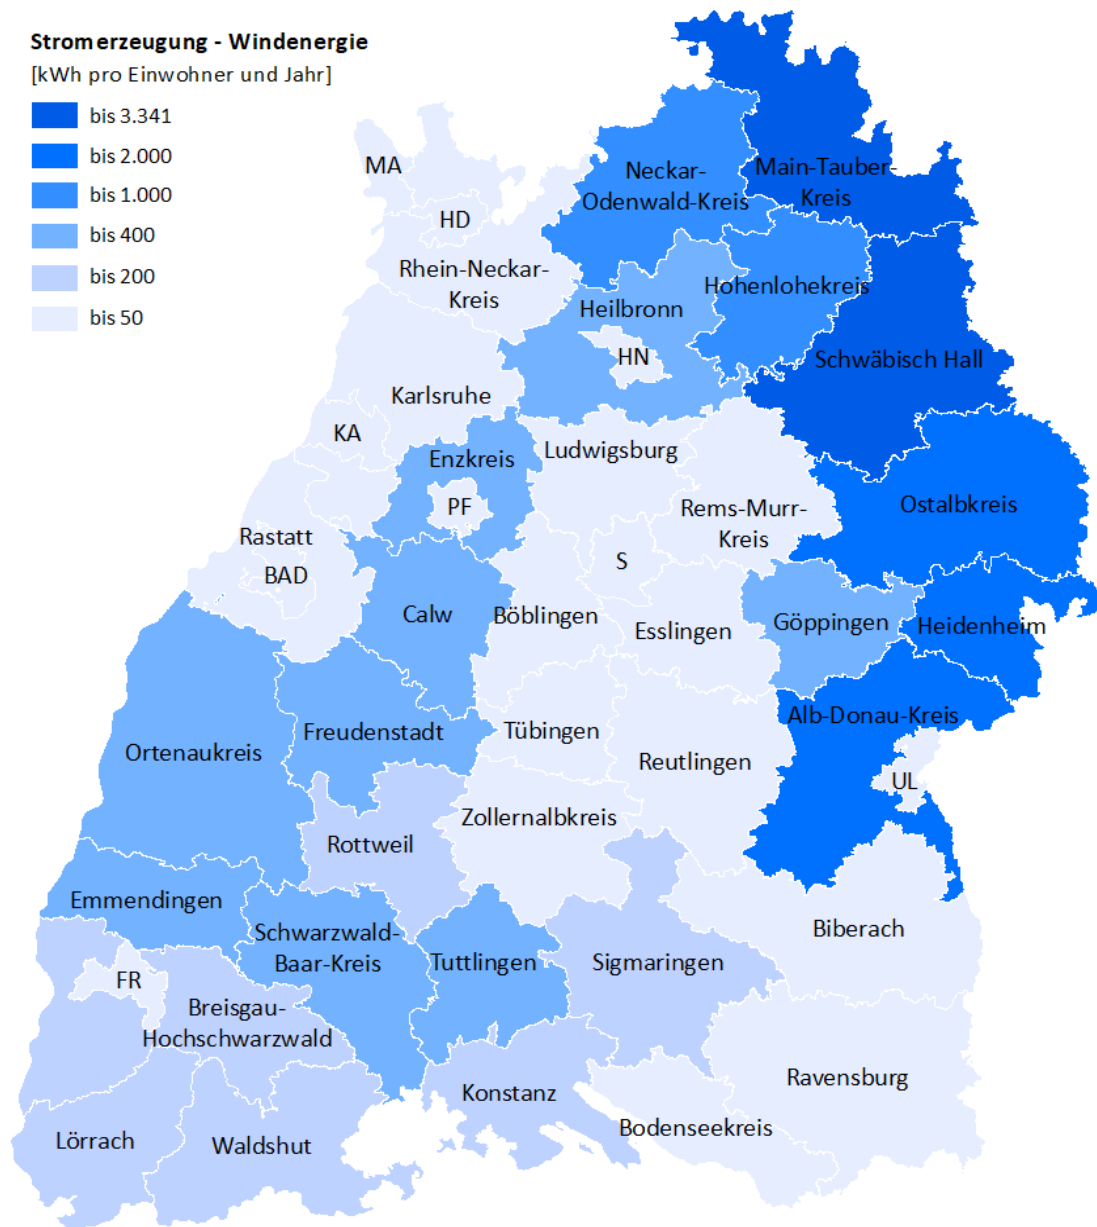 Stromerzeugung - Windenergie
[kWh pro Einwohner und Jahr]
bis 3.341
bis 2.000
bis 1.000
bis 400
bis 200
bis 50
MA
Neckar-
Odenwald-Kreis
Main-Tauber-
Kreis
HD
Rhein-Neckar-
Kreis
Hohenlohekreis
Heilbronn
HN
Schwäbisch Hall
Karlsruhe
KA
Enzkreis
Ludwigsburg
PF
Rems-Murr-
Kreis
Ostalbkreis
Rastatt
BAD
S
Calw
Böblingen
Esslingen
Göppingen
Heidenheim
Alb-Donau-Kreis
Ortenaukreis
Freudenstadt
Tübingen
Reutlingen
UL
Zollernalbkreis
Rottweil
Emmendingen
Schwarzwald-
Baar-Kreis
Tuttlingen
Sigmaringen
Biberach
FR
Breisgau-
Hochschwarzwald
Konstanz
Ravensburg
Bodenseekreis
Lörrach
Waldshut